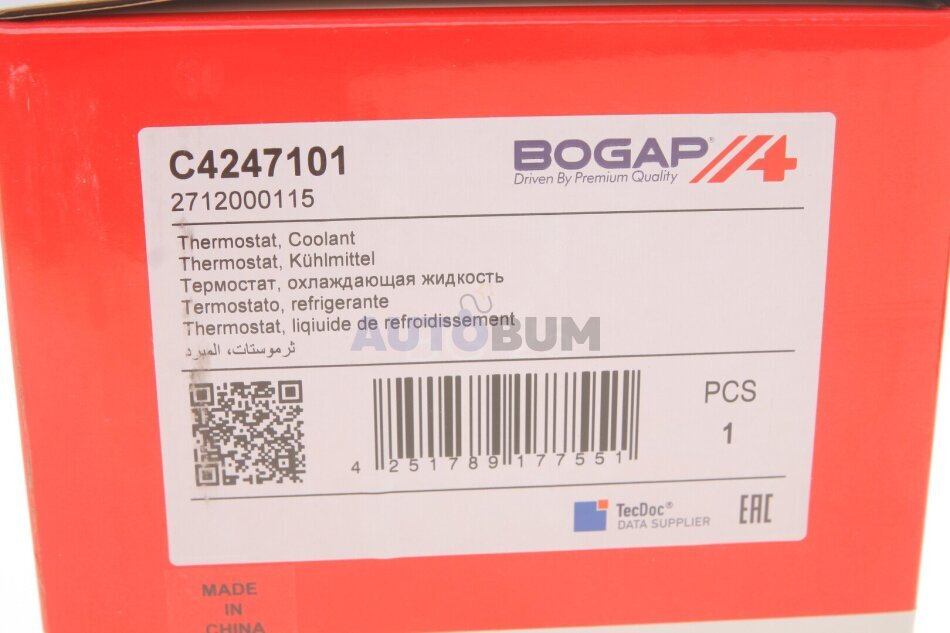 C4247101
2712000115
BOGAP
Driven By Premium Quality
Thermostat, Coolant
Thermostat, Kühlmittel
Термостат, охлаждающая жидкость
Termostato, refrigerante
Thermostat, liqiuide de refroidissement
ثرموستات، المبرد
AUTOBUM
4 251789 177551
PCS
1
TecDoc®
DATA SUPPLIER
EAC
MADE
IN
CHINA